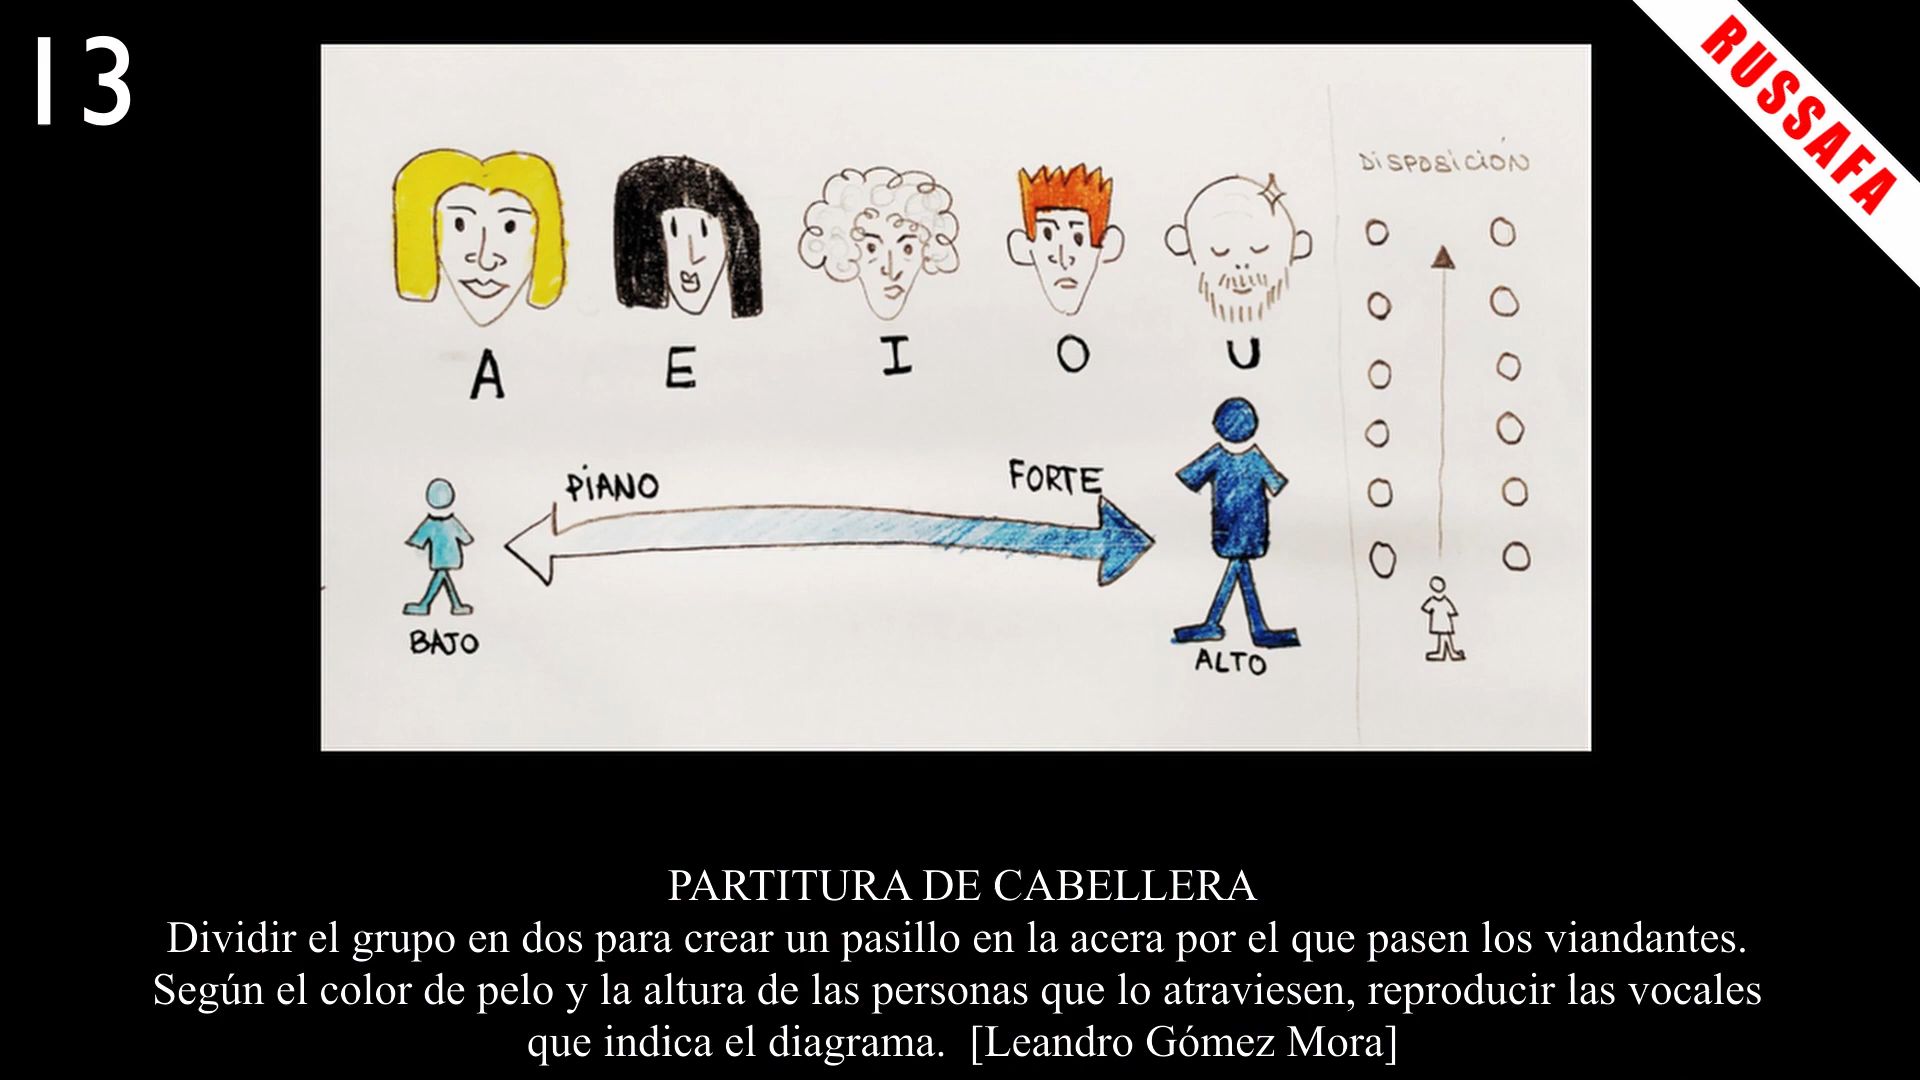 13
RUSSAFA
DISPOSICIÓN
A E I O U
PIANO
FORTE
BAJO
ALTO
PARTITURA DE CABELLERA
Dividir el grupo en dos para crear un pasillo en la acera por el que pasen los viandantes.
Según el color de pelo y la altura de las personas que lo atraviesen, reproducir las vocales
que indica el diagrama. [Leandro Gómez Mora]